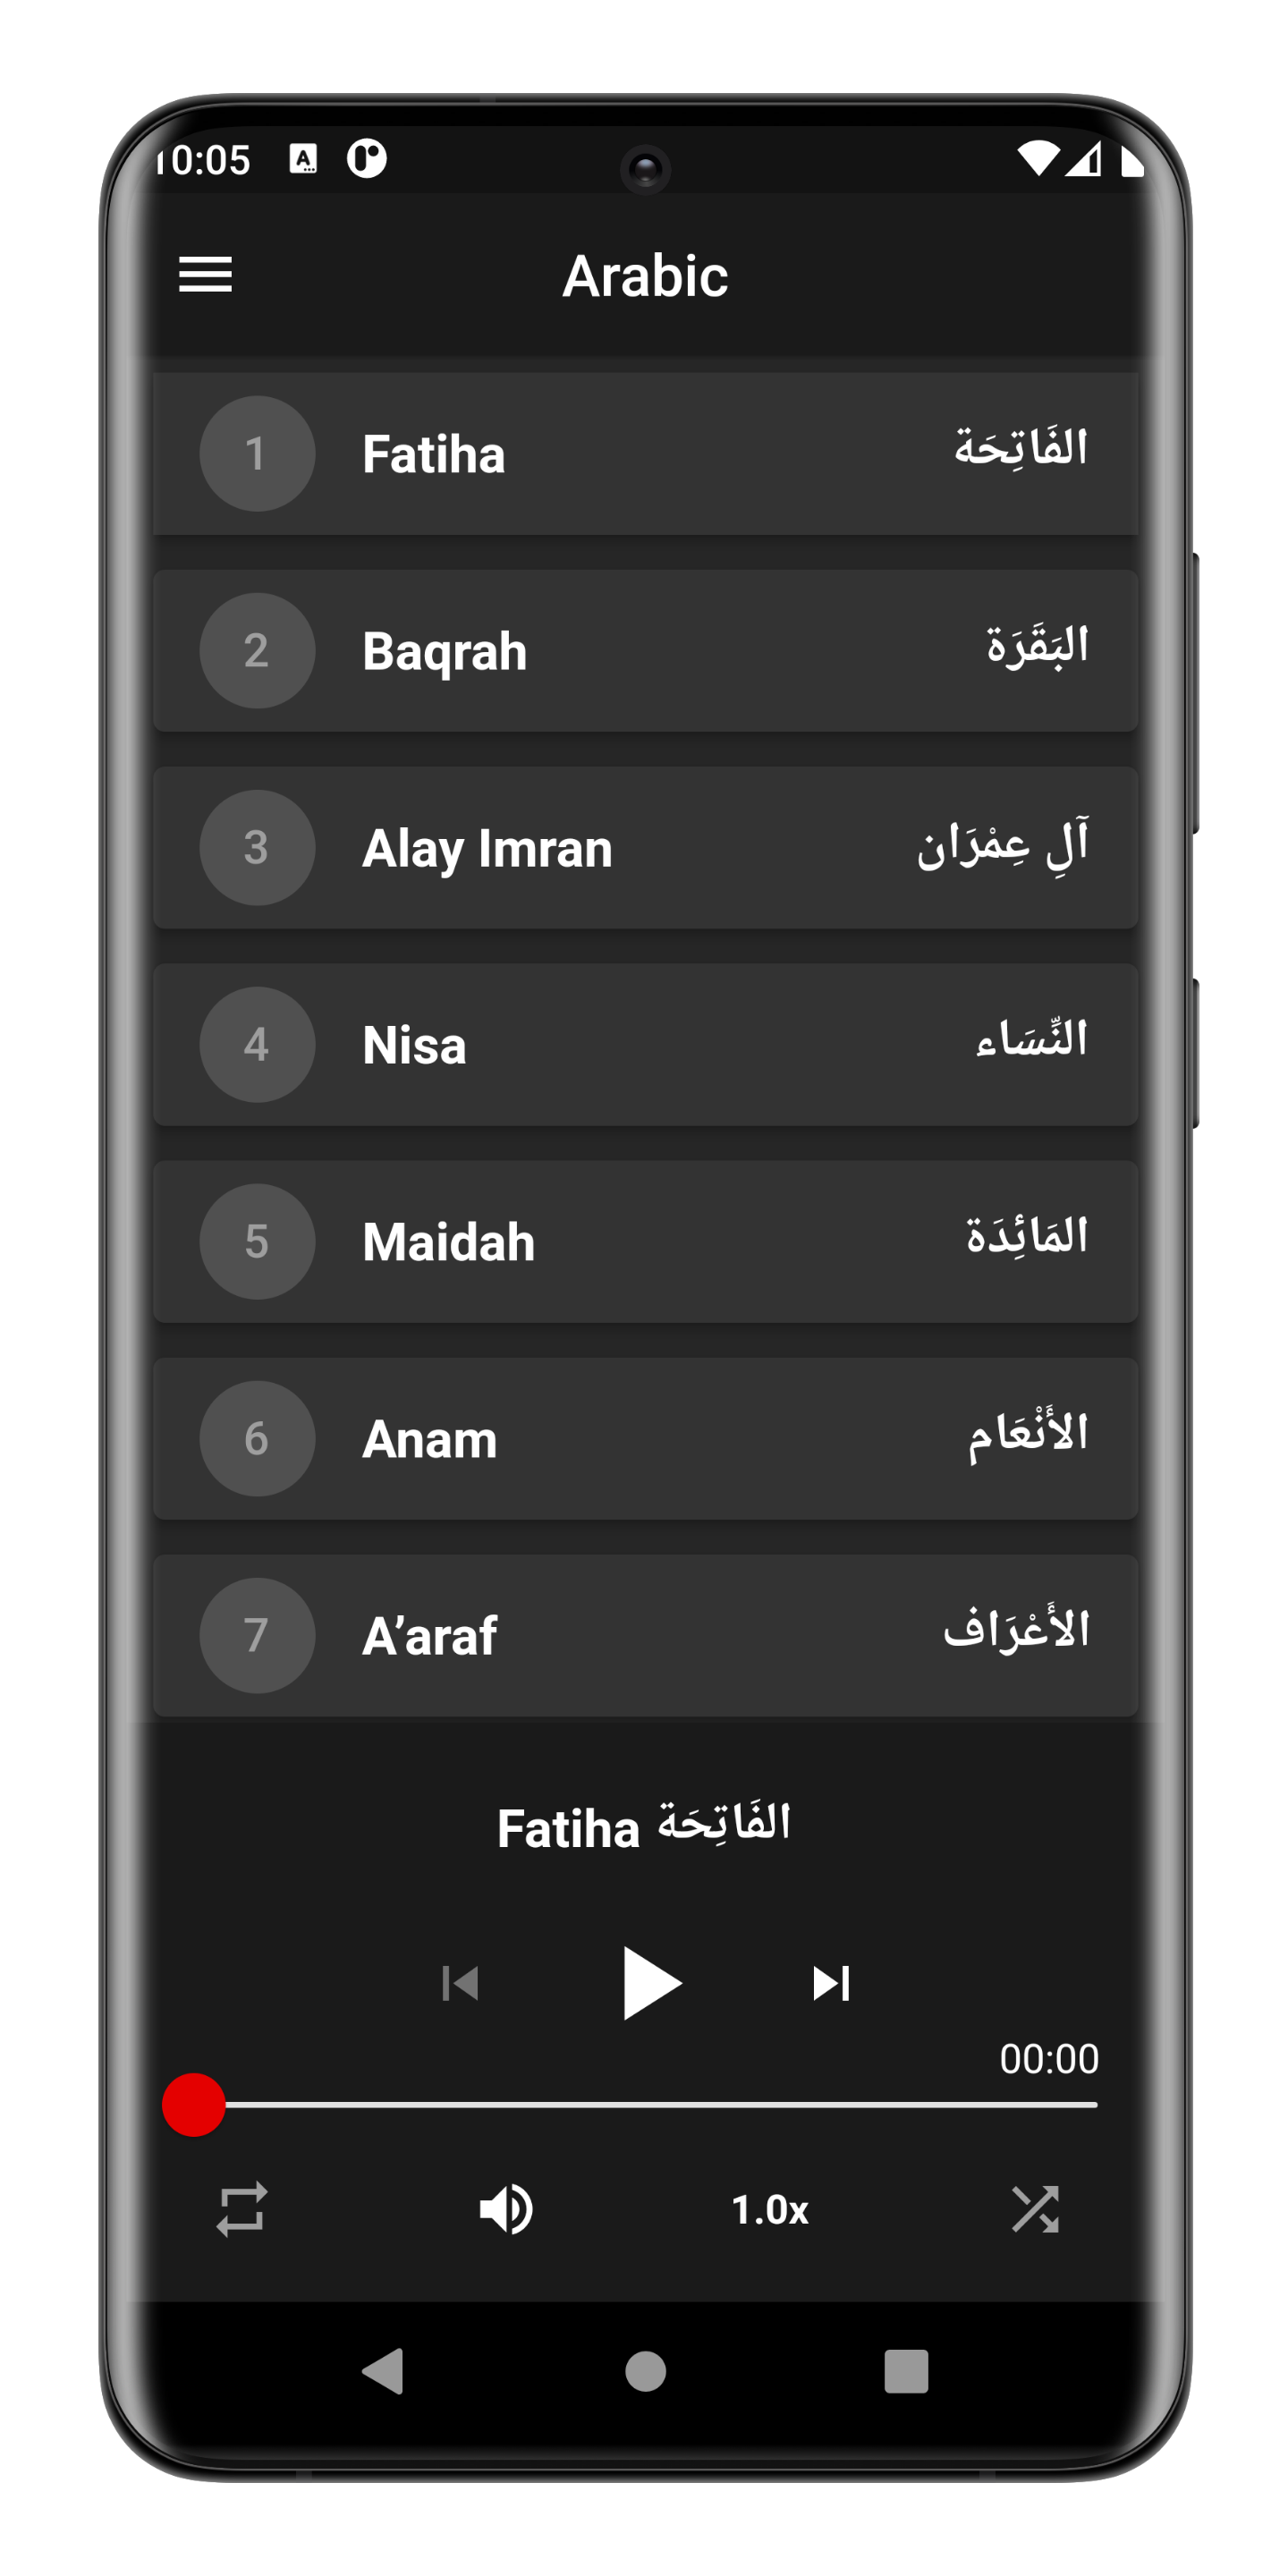 10:05
Arabic
1 Fatiha الفَاتِحَة
2 Baqrah البَقَرَة
3 Alay Imran آلِ عِمْرَان
4 Nisa النِّسَاء
5 Maidah المَائِدَة
6 Anam الأَنْعَام
7 A’araf الأَعْرَاف
Fatiha الفَاتِحَة
00:00
1.0x